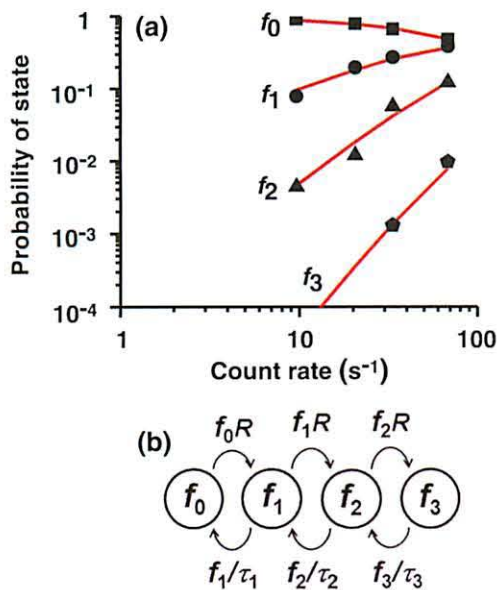 (a)
Probability of state
1
10⁻¹
10⁻²
10⁻³
10⁻⁴
f₀
f₁
f₂
f₃
1
10
100
Count rate (s⁻¹)
(b)
f₀R f₁R f₂R
f₀ f₁ f₂ f₃
f₁/τ₁ f₂/τ₂ f₃/τ₃